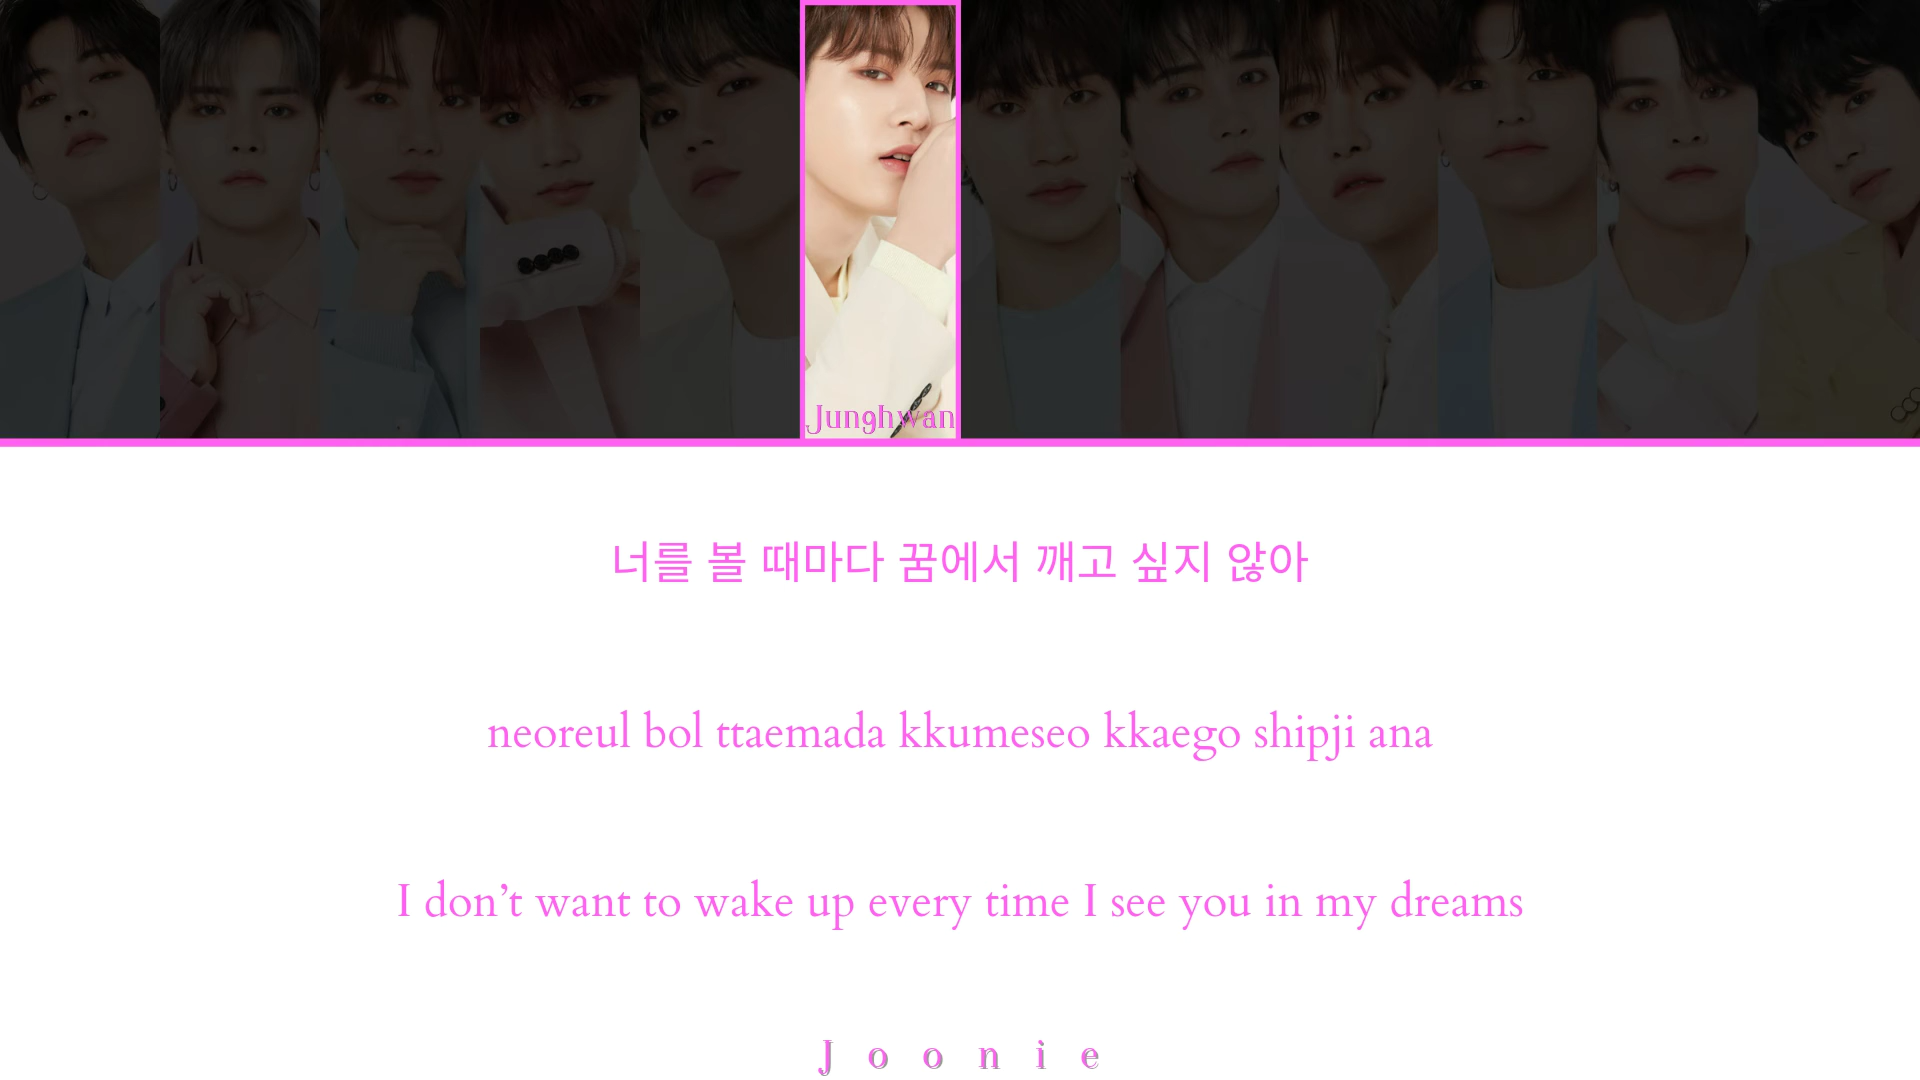 Junghwan
너를 볼 때마다 꿈에서 깨고 싶지 않아
neoreul bol ttaemada kkumeseo kkaego shipji ana
I don’t want to wake up every time I see you in my dreams
Joonie